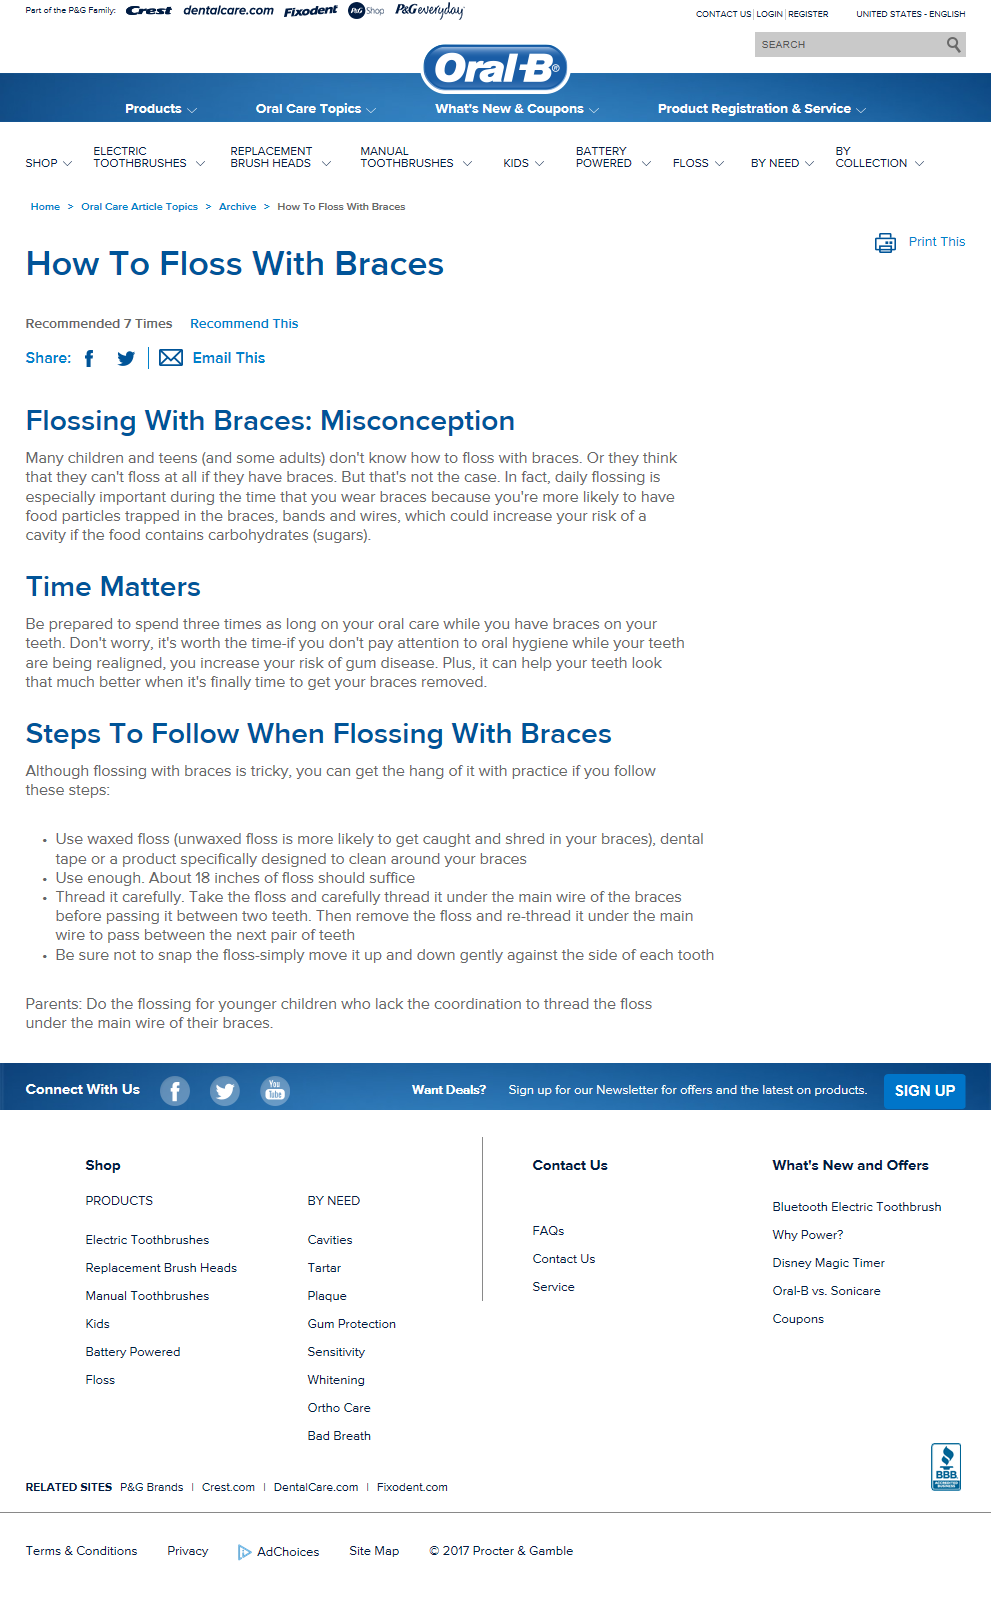 Part of the P&G Family: Crest dentalcare.com Fixodent P&G Shop P&G everyday
CONTACT US | LOGIN | REGISTER UNITED STATES - ENGLISH
SEARCH
Oral-B®
Products Oral Care Topics What's New & Coupons Product Registration & Service
SHOP ELECTRIC TOOTHBRUSHES REPLACEMENT BRUSH HEADS MANUAL TOOTHBRUSHES KIDS BATTERY POWERED FLOSS BY NEED BY COLLECTION
Home > Oral Care Article Topics > Archive > How To Floss With Braces
Print This
How To Floss With Braces
Recommended 7 Times Recommend This
Share: Email This
Flossing With Braces: Misconception
Many children and teens (and some adults) don't know how to floss with braces. Or they think
that they can't floss at all if they have braces. But that's not the case. In fact, daily flossing is
especially important during the time that you wear braces because you're more likely to have
food particles trapped in the braces, bands and wires, which could increase your risk of a
cavity if the food contains carbohydrates (sugars).
Time Matters
Be prepared to spend three times as long on your oral care while you have braces on your
teeth. Don't worry, it's worth the time-if you don't pay attention to oral hygiene while your teeth
are being realigned, you increase your risk of gum disease. Plus, it can help your teeth look
that much better when it's finally time to get your braces removed.
Steps To Follow When Flossing With Braces
Although flossing with braces is tricky, you can get the hang of it with practice if you follow
these steps:
• Use waxed floss (unwaxed floss is more likely to get caught and shred in your braces), dental
tape or a product specifically designed to clean around your braces
• Use enough. About 18 inches of floss should suffice
• Thread it carefully. Take the floss and carefully thread it under the main wire of the braces
before passing it between two teeth. Then remove the floss and re-thread it under the main
wire to pass between the next pair of teeth
• Be sure not to snap the floss-simply move it up and down gently against the side of each tooth
Parents: Do the flossing for younger children who lack the coordination to thread the floss
under the main wire of their braces.
Connect With Us You Tube Want Deals? Sign up for our Newsletter for offers and the latest on products. SIGN UP
Shop
PRODUCTS
Electric Toothbrushes
Replacement Brush Heads
Manual Toothbrushes
Kids
Battery Powered
Floss
BY NEED
Cavities
Tartar
Plaque
Gum Protection
Sensitivity
Whitening
Ortho Care
Bad Breath
Contact Us
FAQs
Contact Us
Service
What's New and Offers
Bluetooth Electric Toothbrush
Why Power?
Disney Magic Timer
Oral-B vs. Sonicare
Coupons
BBB
ACCREDITED
BUSINESS
RELATED SITES P&G Brands | Crest.com | DentalCare.com | Fixodent.com
Terms & Conditions Privacy AdChoices Site Map © 2017 Procter & Gamble